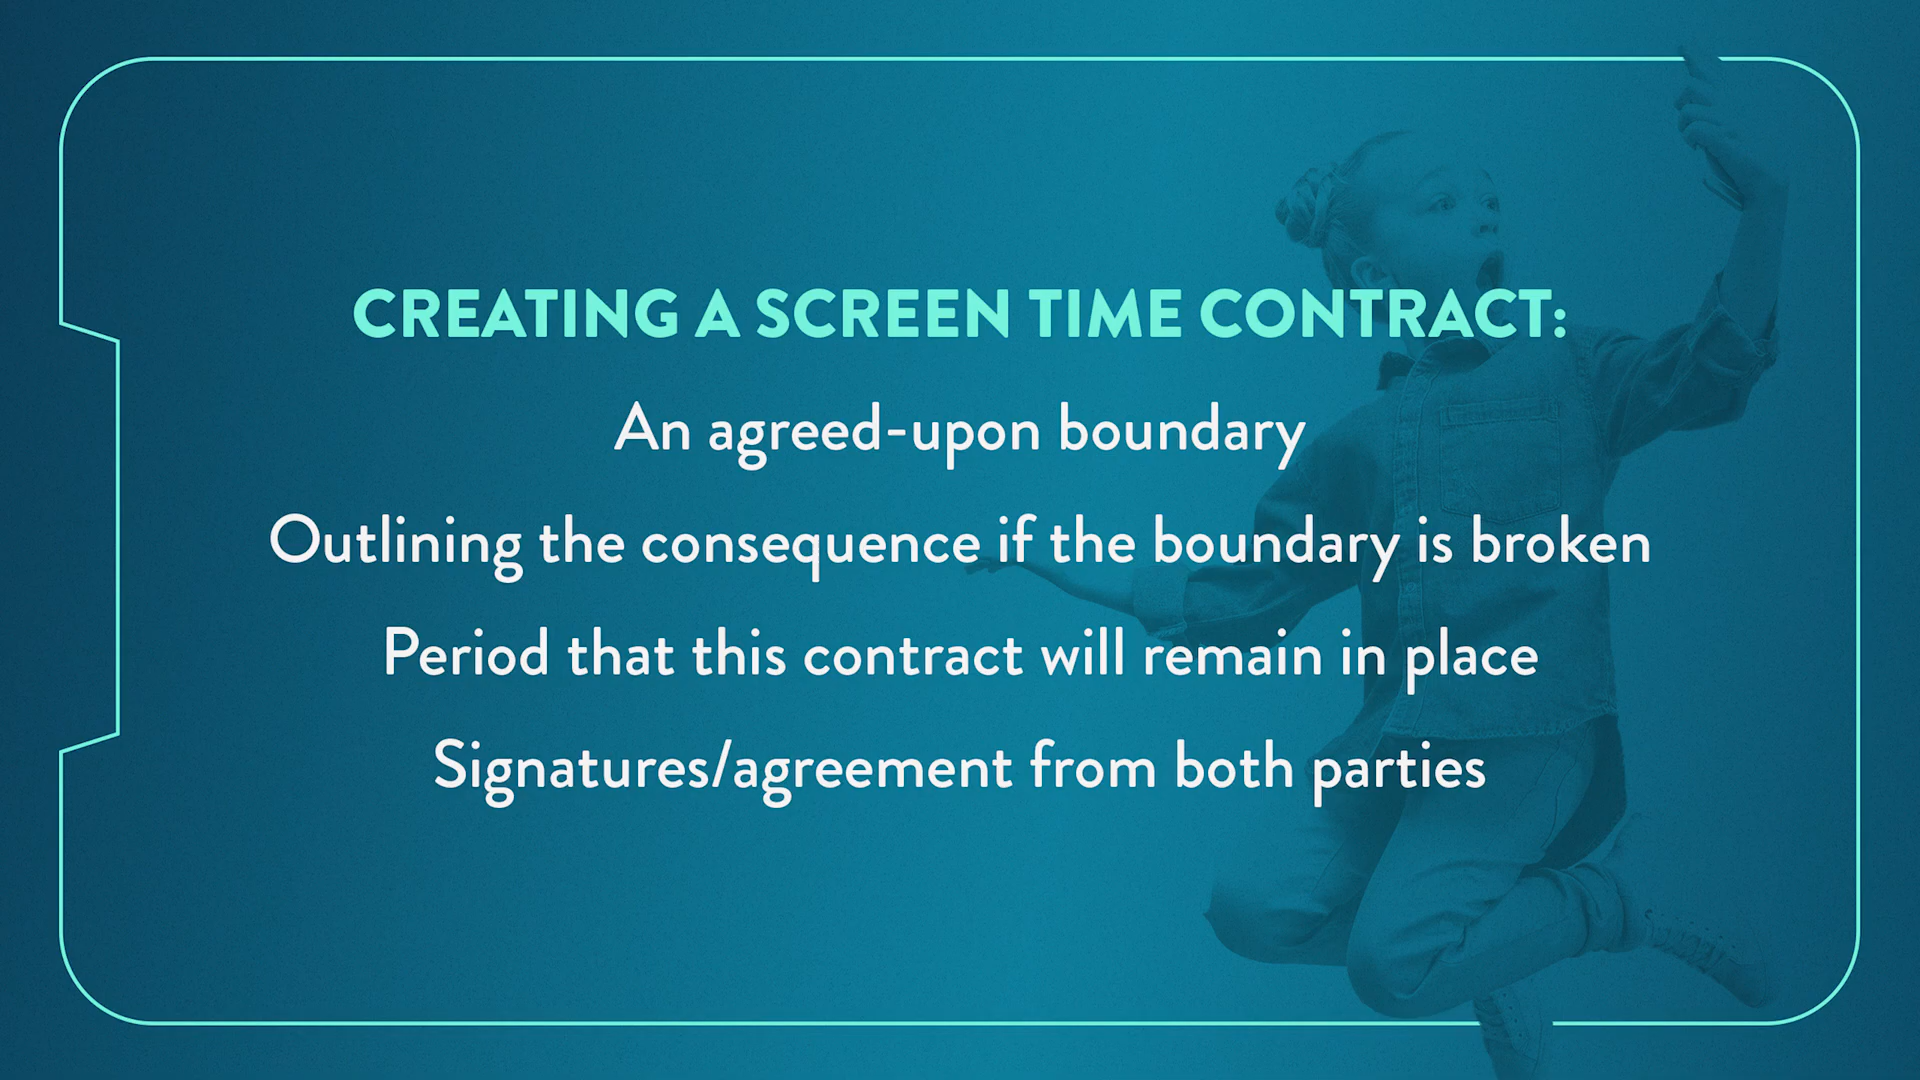 CREATING A SCREEN TIME CONTRACT:
An agreed-upon boundary
Outlining the consequence if the boundary is broken
Period that this contract will remain in place
Signatures/agreement from both parties